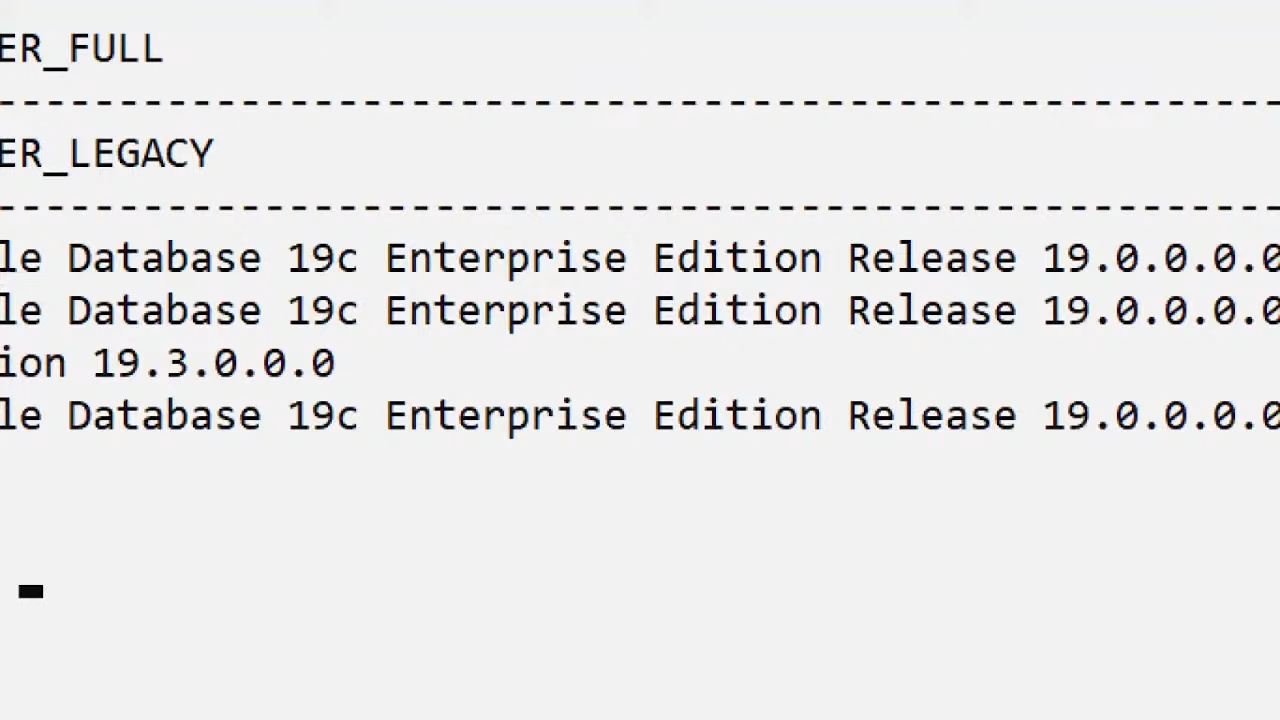 ER_FULL
--------------------------------------------------------
ER_LEGACY
--------------------------------------------------------
le Database 19c Enterprise Edition Release 19.0.0.0.0
le Database 19c Enterprise Edition Release 19.0.0.0.0
ion 19.3.0.0.0
le Database 19c Enterprise Edition Release 19.0.0.0.0